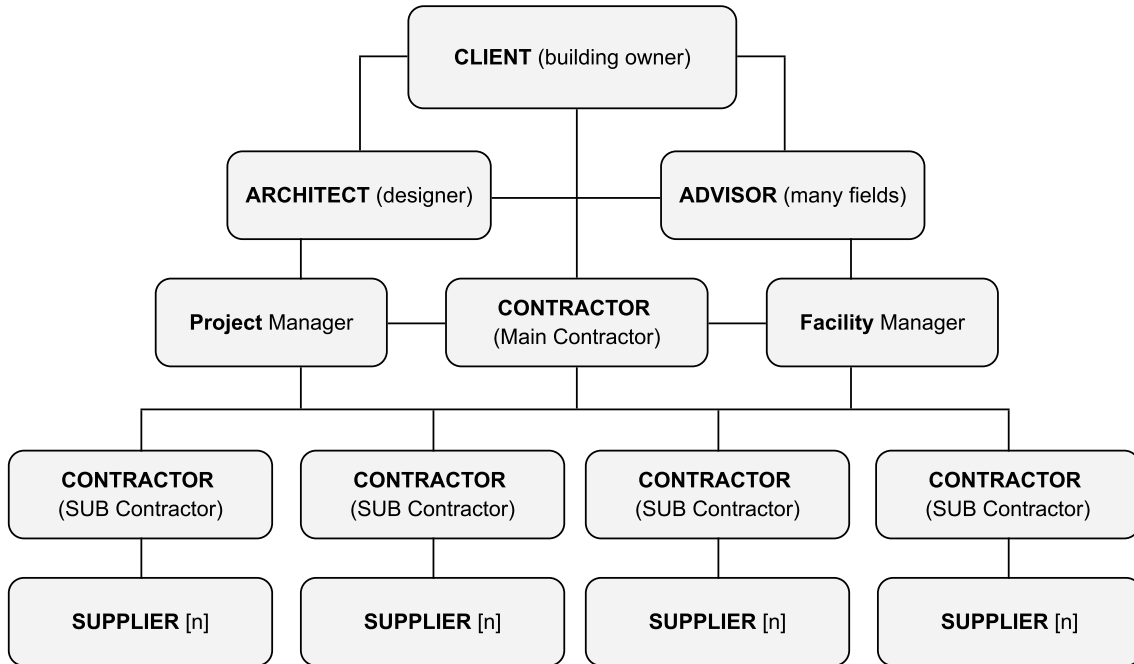 CLIENT (building owner)
ARCHITECT (designer)
ADVISOR (many fields)
Project Manager
CONTRACTOR
(Main Contractor)
Facility Manager
CONTRACTOR
(SUB Contractor)
CONTRACTOR
(SUB Contractor)
CONTRACTOR
(SUB Contractor)
CONTRACTOR
(SUB Contractor)
SUPPLIER [n]
SUPPLIER [n]
SUPPLIER [n]
SUPPLIER [n]